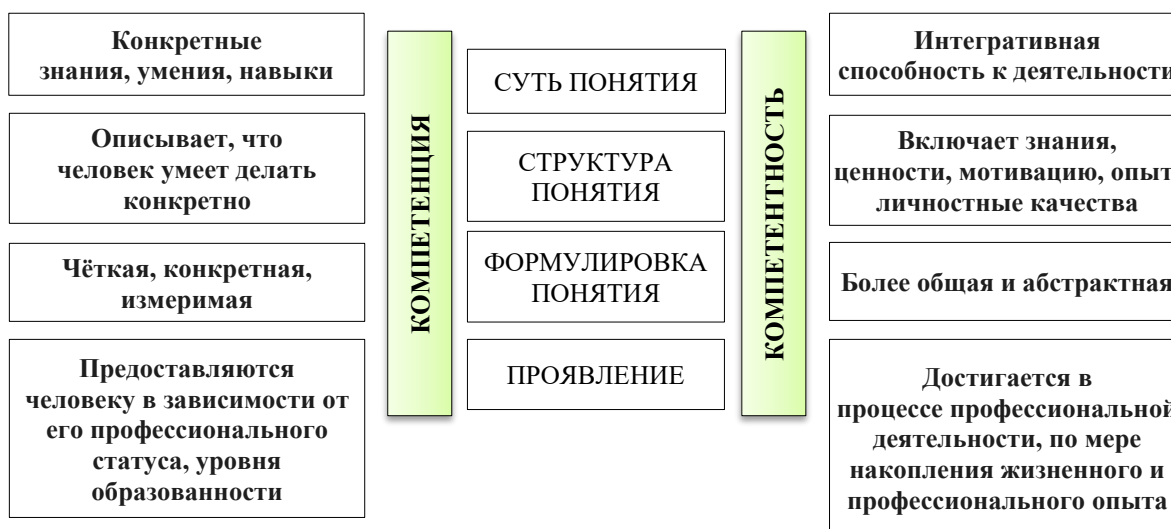 Конкретные
знания, умения, навыки
Описывает, что
человек умеет делать
конкретно
Чёткая, конкретная,
измеримая
Предоставляются
человеку в зависимости от
его профессионального
статуса, уровня
образованности
КОМПЕТЕНЦИЯ
СУТЬ ПОНЯТИЯ
СТРУКТУРА
ПОНЯТИЯ
ФОРМУЛИРОВКА
ПОНЯТИЯ
ПРОЯВЛЕНИЕ
КОМПЕТЕНТНОСТЬ
Интегративная
способность к деятельности
Включает знания,
ценности, мотивацию, опыт
личностные качества
Более общая и абстрактная
Достигается в
процессе профессиональной
деятельности, по мере
накопления жизненного и
профессионального опыта